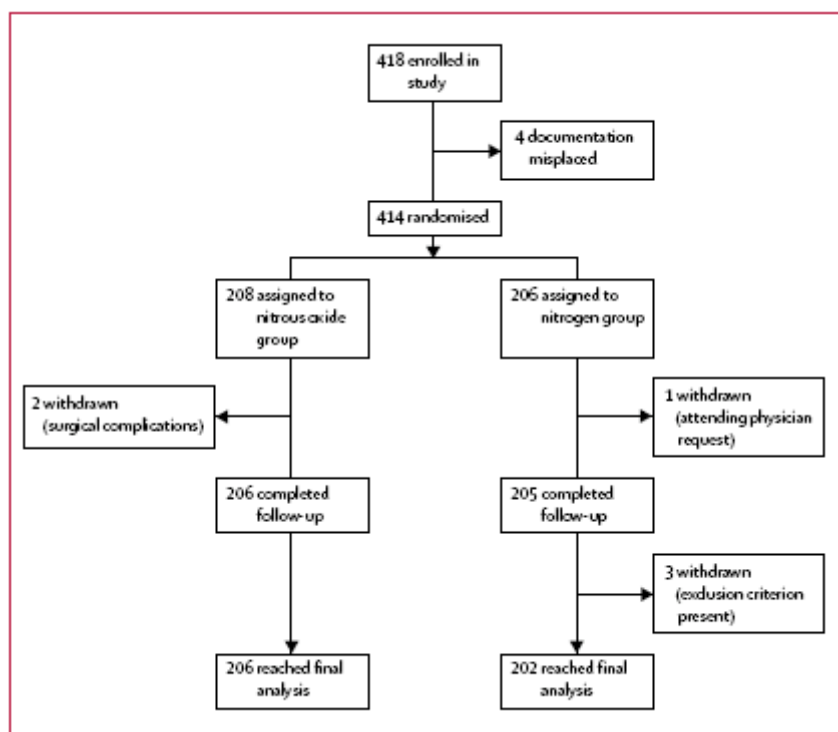 418 enrolled in
study
4 documentation
misplaced
414 randomised
208 assigned to
nitrous oxide
group
206 assigned to
nitrogen group
2 withdrawn
(surgical complications)
1 withdrawn
(attending physician
request)
206 completed
follow-up
205 completed
follow-up
3 withdrawn
(exclusion criterion
present)
206 reached final
analysis
202 reached final
analysis